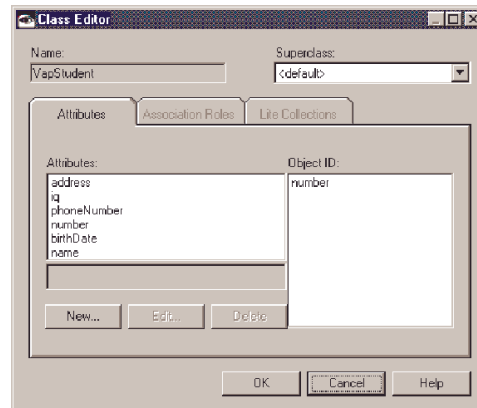 Class Editor
Name:
Superclass:
VapStudent
<default>
Attributes
Association Roles
Lite Collections
Attributes:
Object ID:
address
iq
phoneNumber
number
birthDate
name
number
New...
Edit...
Delete
OK
Cancel
Help